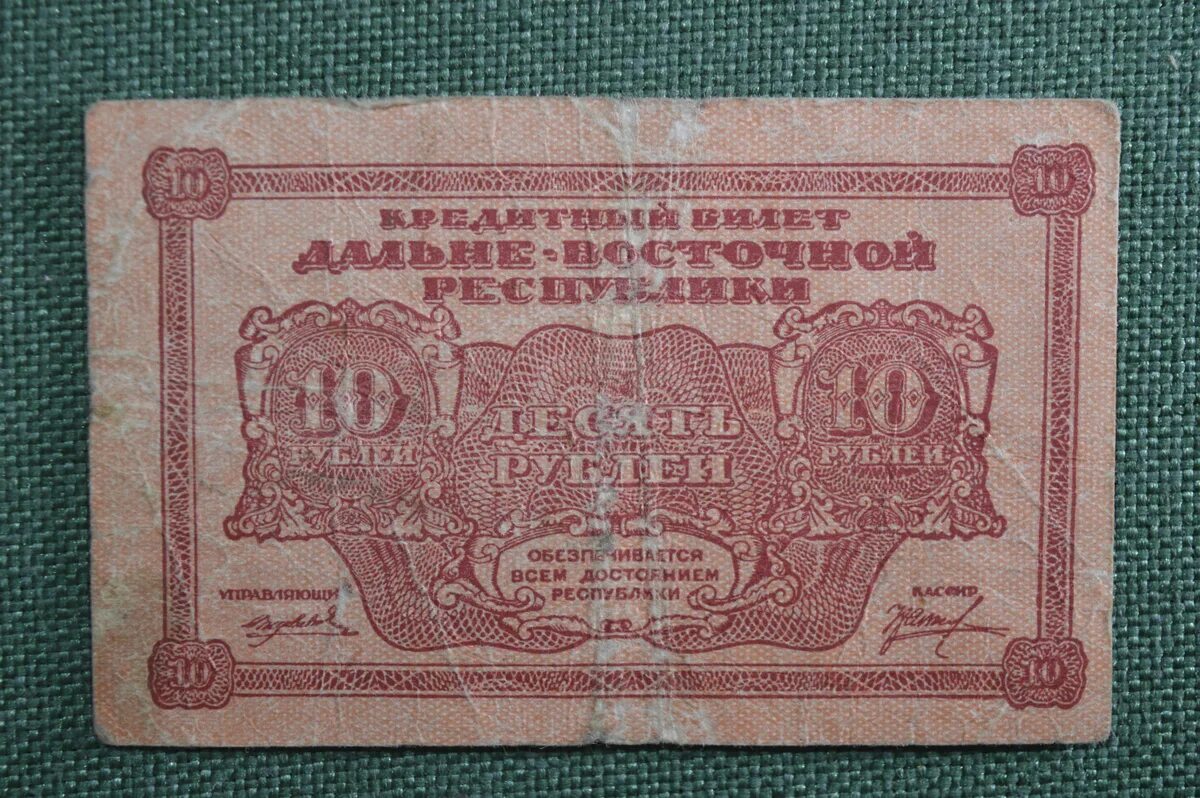 10 10
КРЕДИТНЫЙ БИЛЕТ
ДАЛЬНЕ-ВОСТОЧНОЙ
РЕСПУБЛИКИ
10 10
РУБЛЕЙ РУБЛЕЙ
ДЕСЯТЬ
РУБЛЕЙ
ОБЕЗПЕЧИВАЕТСЯ
ВСЕМ ДОСТОЯНИЕМ
РЕСПУБЛИКИ
УПРАВЛЯЮЩИЙ
КАССИР
10 10